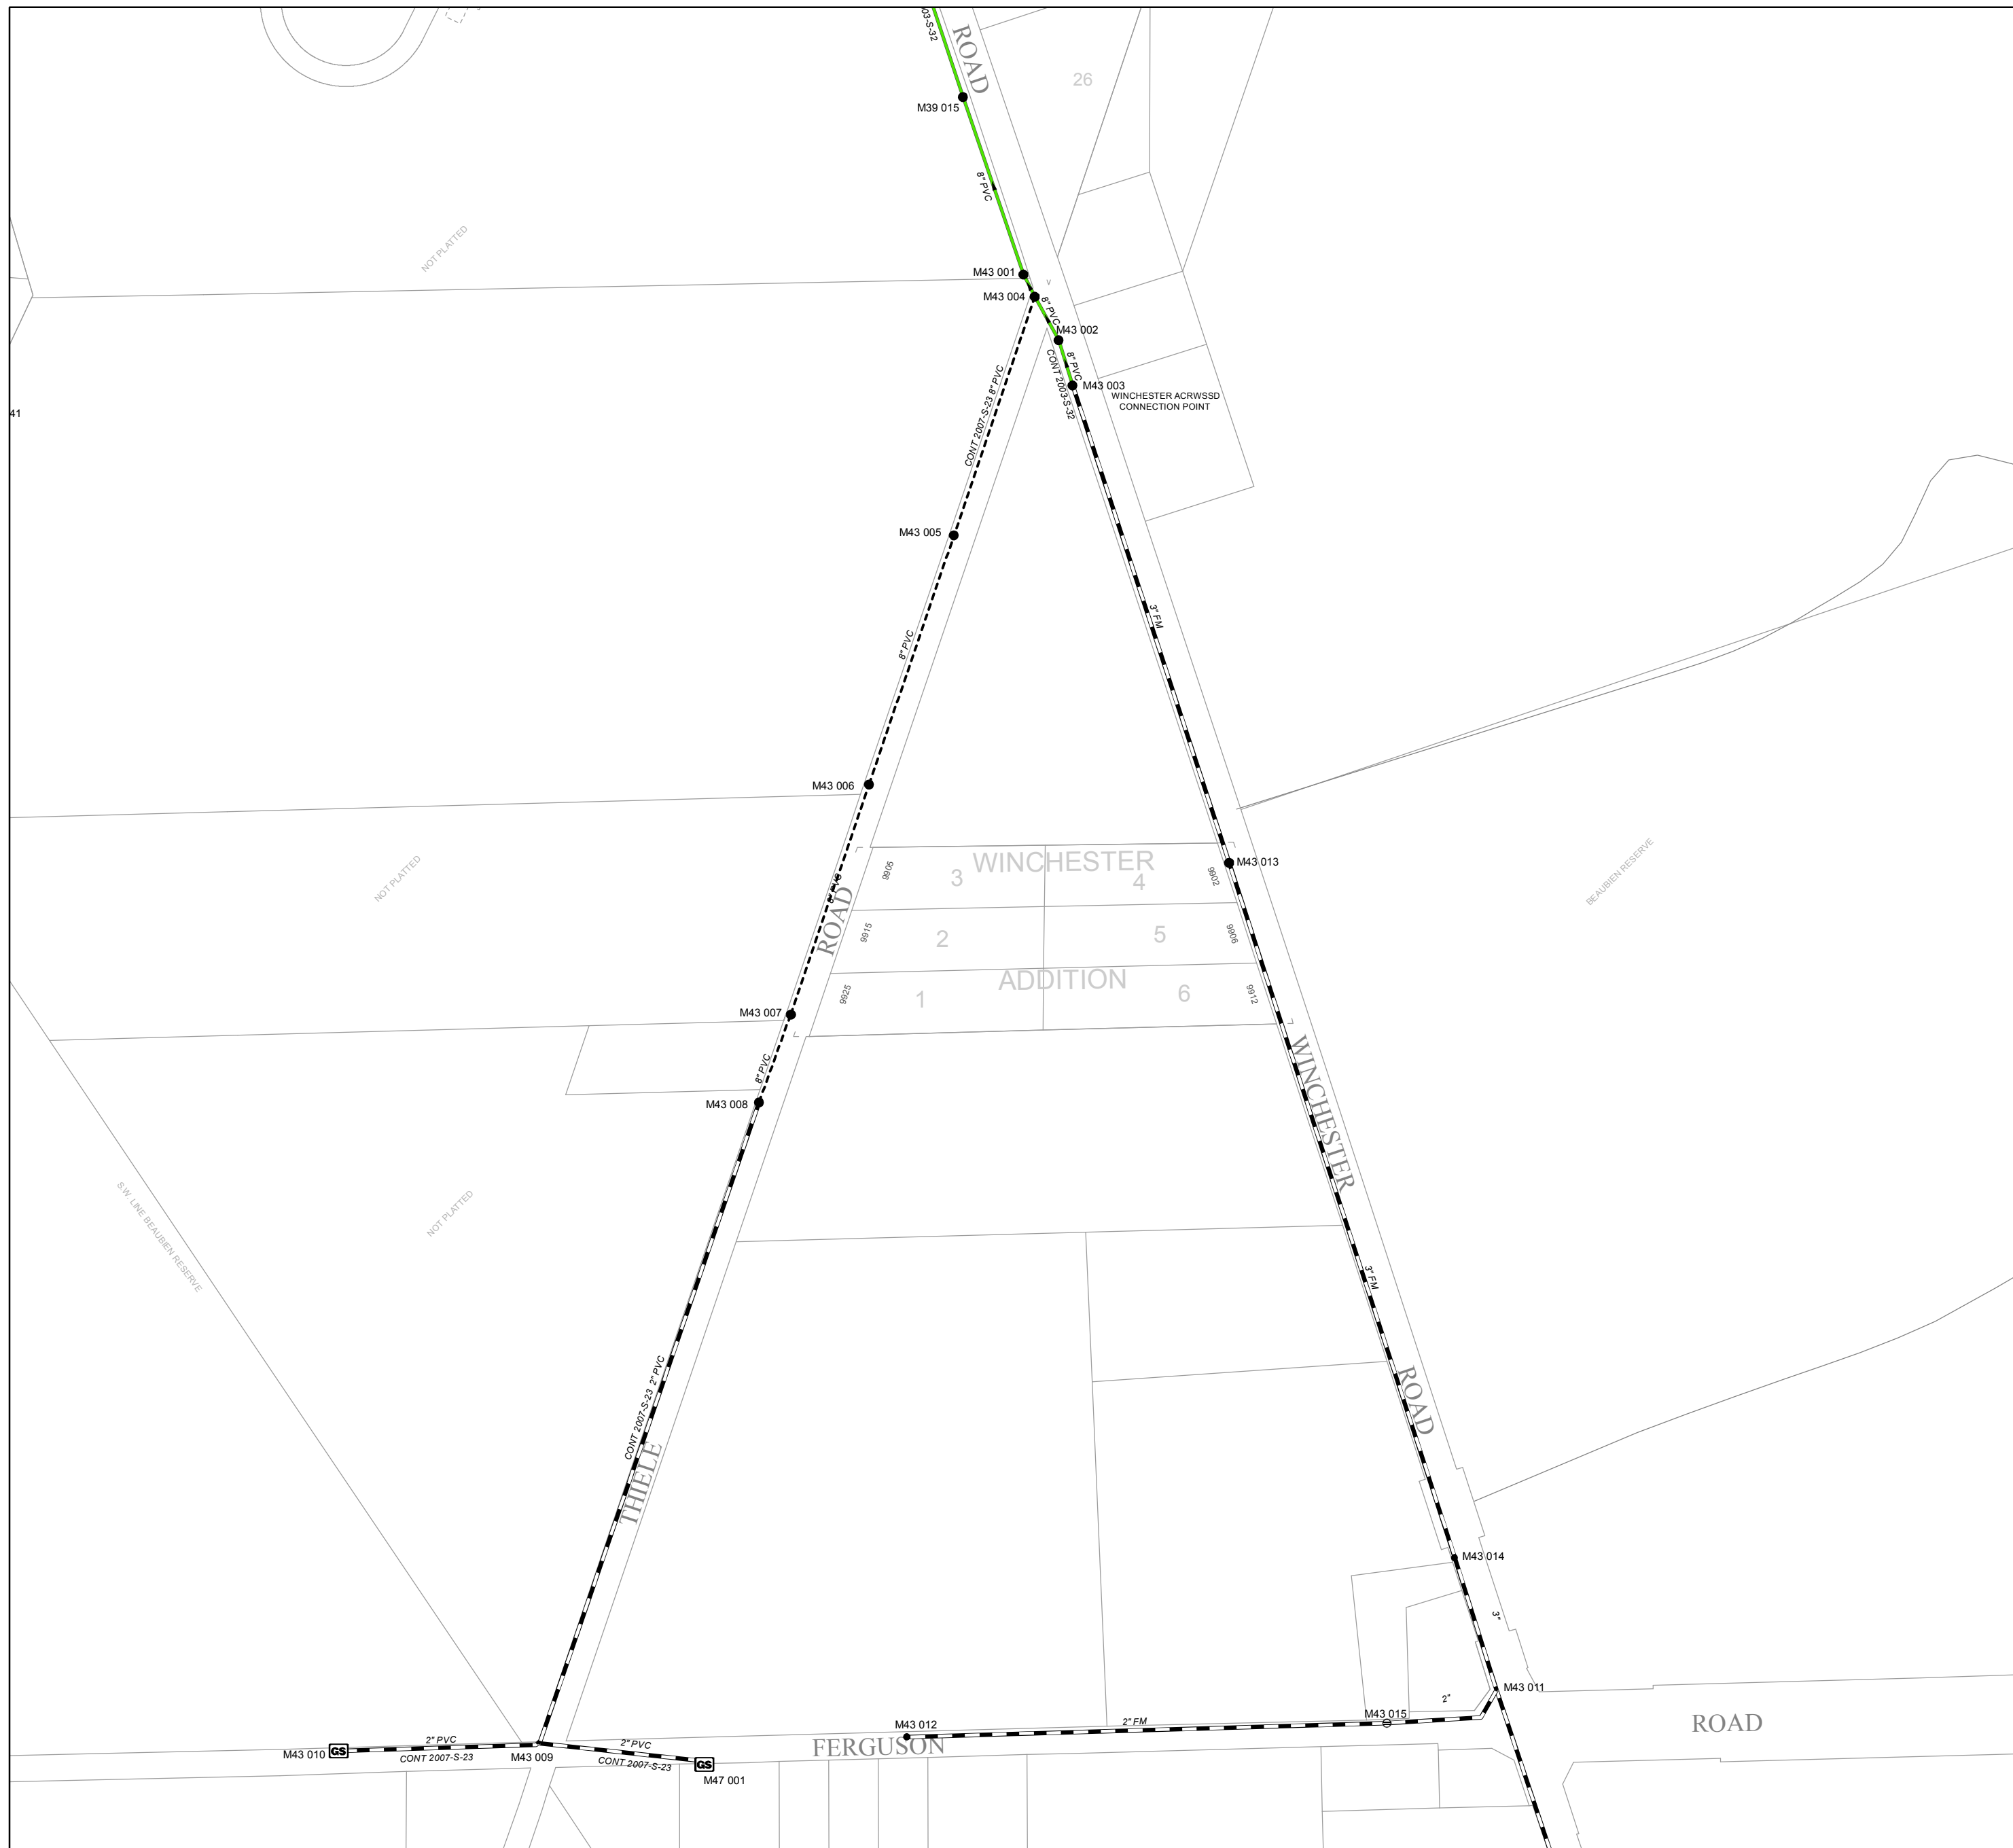 03-S-32
ROAD
26
M39 015
8" PVC
NOT PLATTED
M43 001
V
M43 004
8" PVC
M43 002
8" PVC
CONT 2003-S-32
M43 003
WINCHESTER ACRWSSD
CONNECTION POINT
CONT 2007-S-23 8" PVC
41
M43 005
3" FM
8" PVC
M43 006
WINCHESTER
M43 013
3
4
9905
9902
NOT PLATTED
BEAUBIEN RESERVE
8" PVC
ROAD
9915
2
5
9906
ADDITION
9925
1
6
9912
M43 007
WINCHESTER
8" PVC
M43 008
S.W. LINE BEAUBIEN RESERVE
NOT PLATTED
3" FM
CONT 2007-S-23 2" PVC
ROAD
THIELE
M43 014
3"
M43 011
2"
M43 015
M43 012
2" FM
ROAD
FERGUSON
2" PVC
M43 010
GS
CONT 2007-S-23
M43 009
2" PVC
CONT 2007-S-23
GS
M47 001